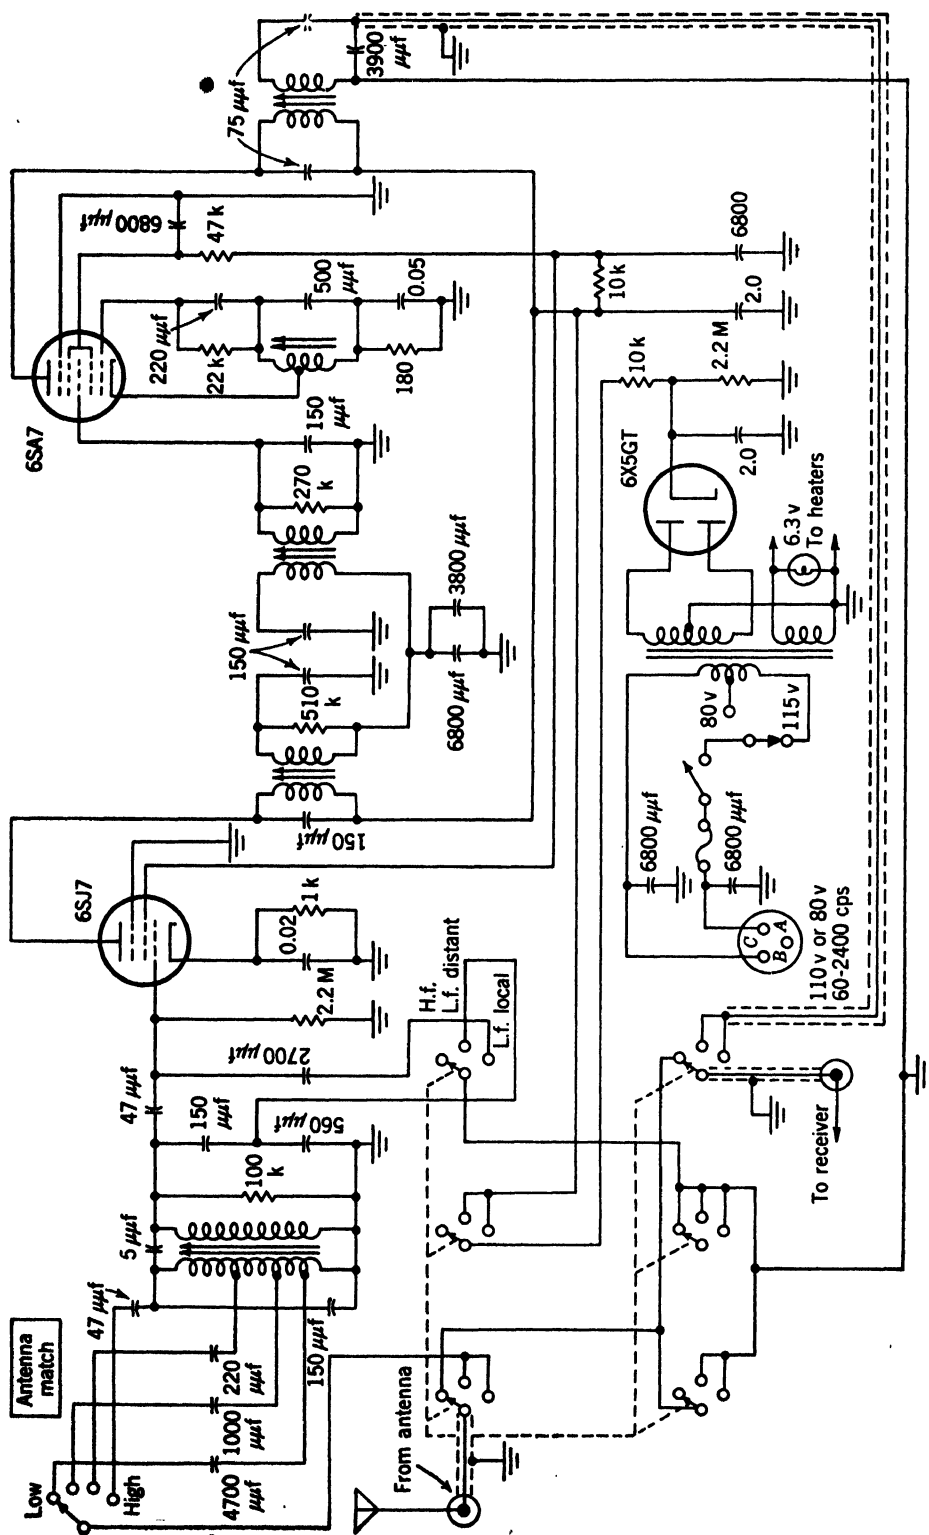 Antenna
match
Low
High
4700
μμf
1000
μμf
220
μμf
47 μμf
150 μμf
5 μμf
100
k
150
μμf
560 μμf
47 μμf
2700 μμf
2.2 M
0.02
1 k
6SJ7
150 μμf
510
k
150 μμf
6800 μμf
3800 μμf
270
k
150
μμf
6SA7
220 μμf
22 k
500
μμf
180
0.05
6800 μμf
47 k
75 μμf
3900
μμf
From antenna
H.f.
L.f. distant
L.f. local
To receiver
110 v or 80 v
60-2400 cps
A
B
C
6800 μμf
6800 μμf
80 v
115 v
6.3 v
To heaters
6X5GT
2.0
10 k
2.2 M
2.0
10 k
6800